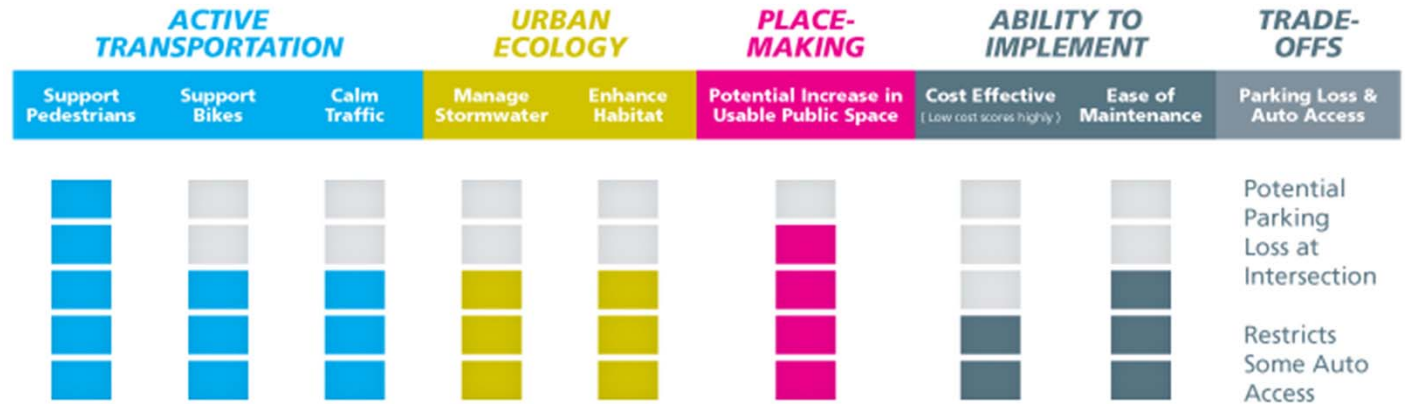 ACTIVE
TRANSPORTATION
URBAN
ECOLOGY
PLACE-
MAKING
ABILITY TO
IMPLEMENT
TRADE-
OFFS
Support
Pedestrians
Support
Bikes
Calm
Traffic
Manage
Stormwater
Enhance
Habitat
Potential Increase in
Usable Public Space
Cost Effective
( Low cost scores highly )
Ease of
Maintenance
Parking Loss &
Auto Access
Potential
Parking
Loss at
Intersection
Restricts
Some Auto
Access